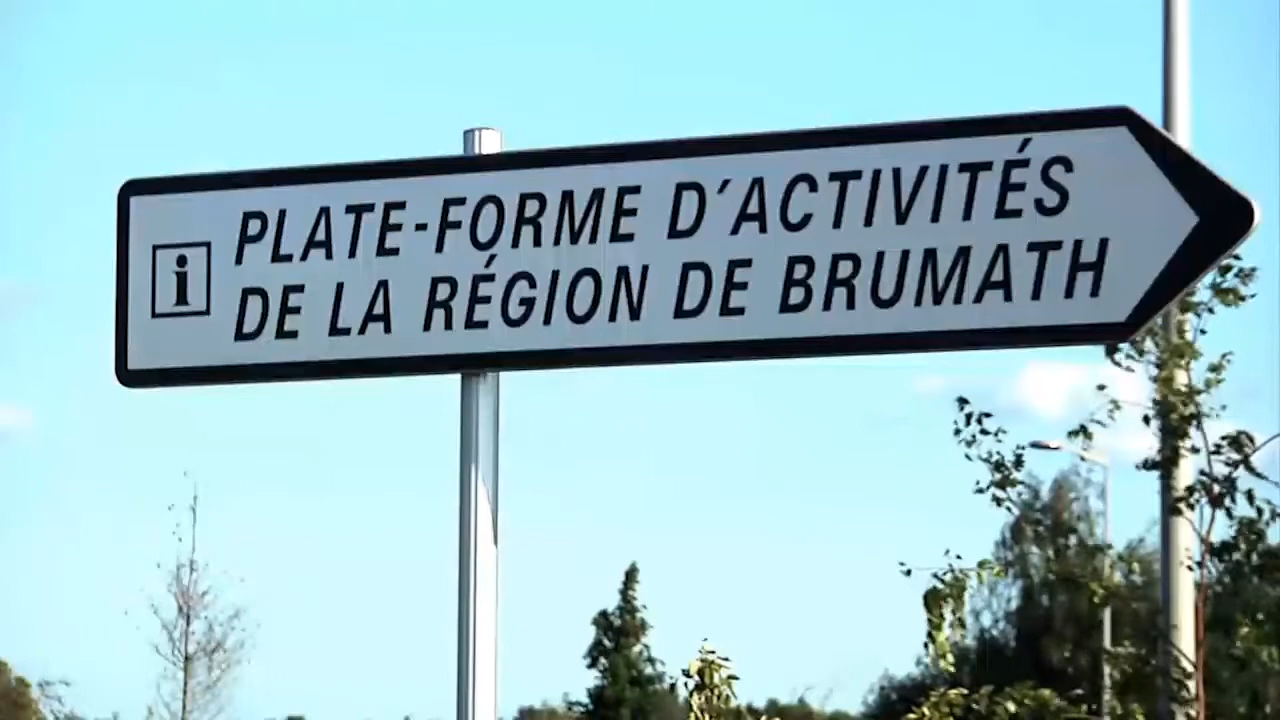 i
PLATE-FORME D'ACTIVITÉS
DE LA RÉGION DE BRUMATH